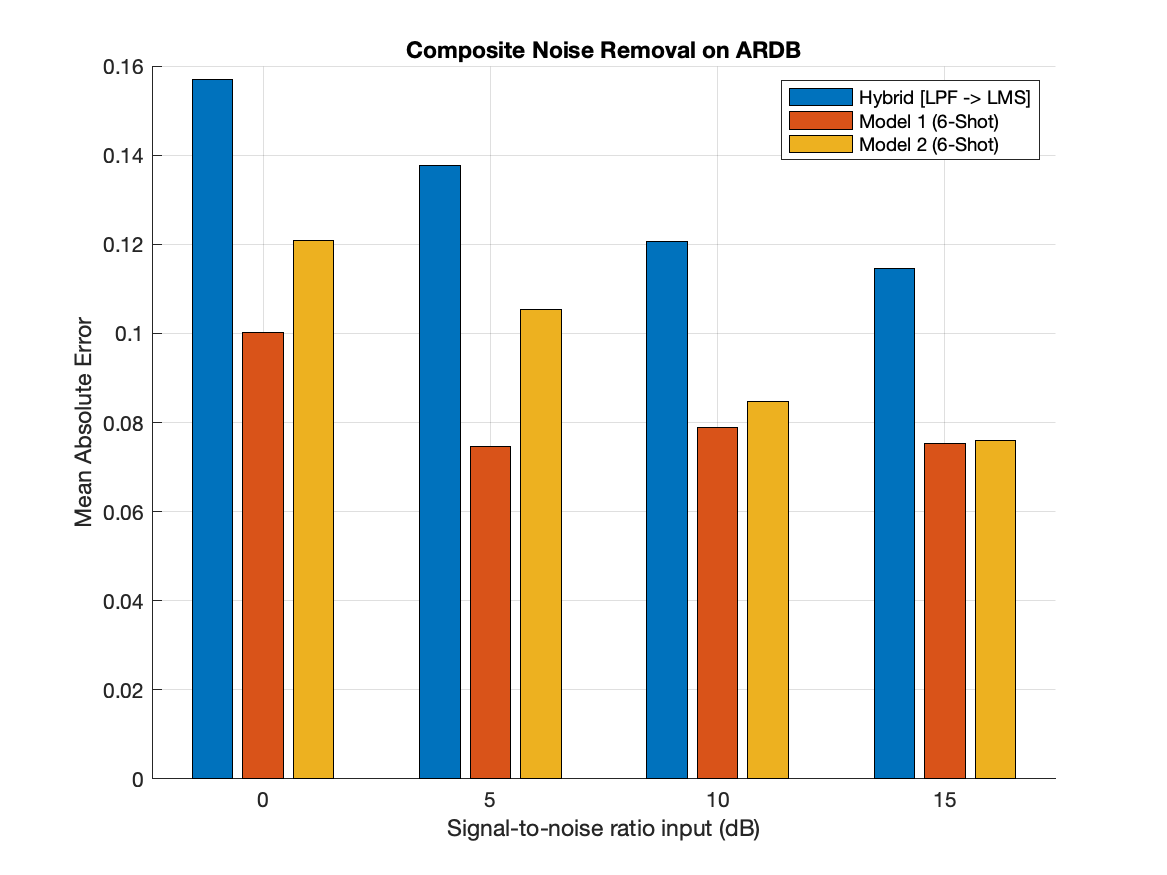 Composite Noise Removal on ARDB
Hybrid [LPF -> LMS]
Model 1 (6-Shot)
Model 2 (6-Shot)
Mean Absolute Error
0.16
0.14
0.12
0.1
0.08
0.06
0.04
0.02
0
0 5 10 15
Signal-to-noise ratio input (dB)